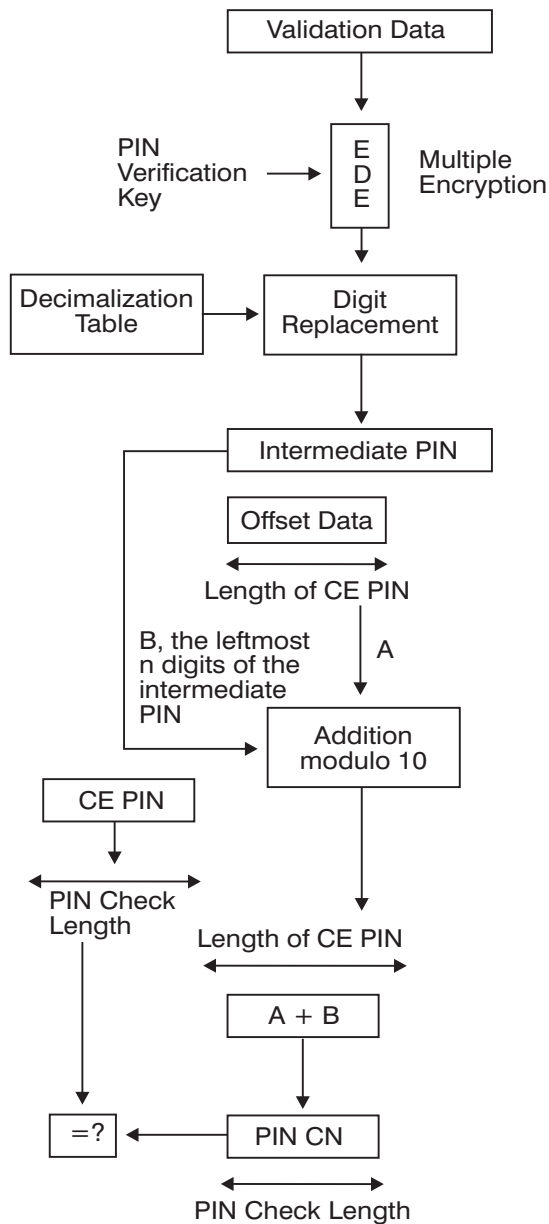 Validation Data
PIN
Verification
Key
E
D
E
Multiple
Encryption
Decimalization
Table
Digit
Replacement
Intermediate PIN
Offset Data
Length of CE PIN
A
B, the leftmost
n digits of the
intermediate
PIN
Addition
modulo 10
CE PIN
PIN Check
Length
Length of CE PIN
A + B
=?
PIN CN
PIN Check Length